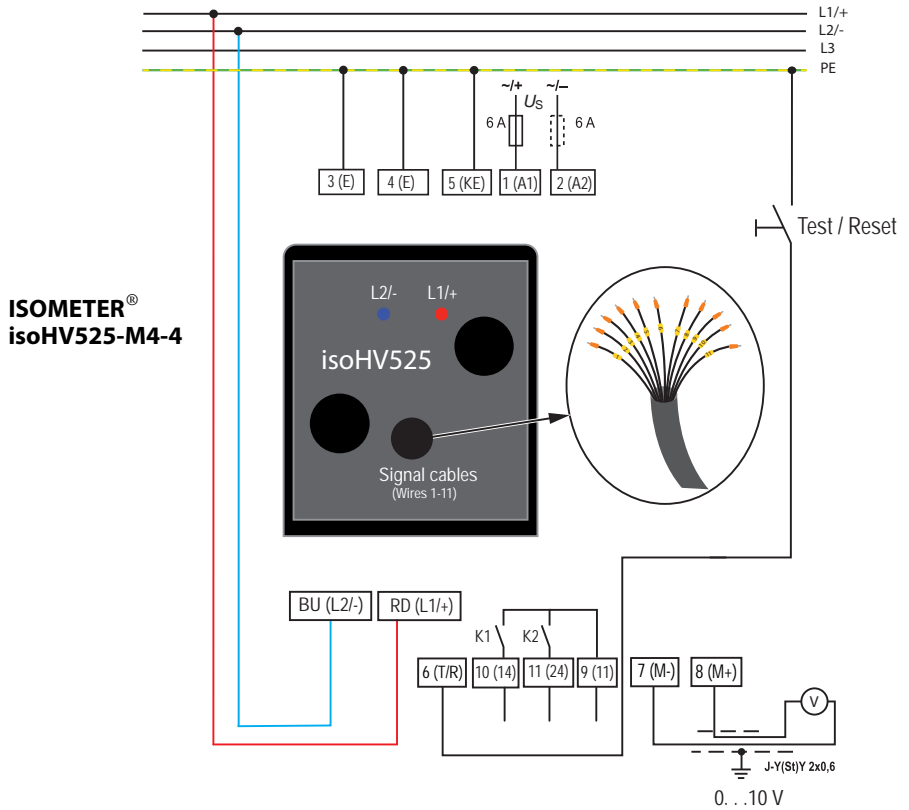 L1/+
L2/-
L3
PE
~/+ ~/–
US
6 A 6 A
3 (E) 4 (E) 5 (KE) 1 (A1) 2 (A2)
Test / Reset
ISOMETER®
isoHV525-M4-4
L2/- L1/+
isoHV525
Signal cables
(Wires 1-11)
BU (L2/-) RD (L1/+)
K1 K2
6 (T/R) 10 (14) 11 (24) 9 (11) 7 (M-) 8 (M+)
V
J-Y(St)Y 2x0,6
0. . .10 V